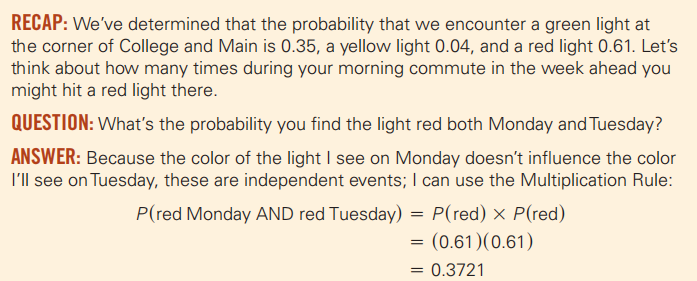 RECAP: We've determined that the probability that we encounter a green light at
the corner of College and Main is 0.35, a yellow light 0.04, and a red light 0.61. Let's
think about how many times during your morning commute in the week ahead you
might hit a red light there.
QUESTION: What's the probability you find the light red both Monday and Tuesday?
ANSWER: Because the color of the light I see on Monday doesn't influence the color
I'll see on Tuesday, these are independent events; I can use the Multiplication Rule:
P(red Monday AND red Tuesday) = P(red) × P(red)
= (0.61)(0.61)
= 0.3721